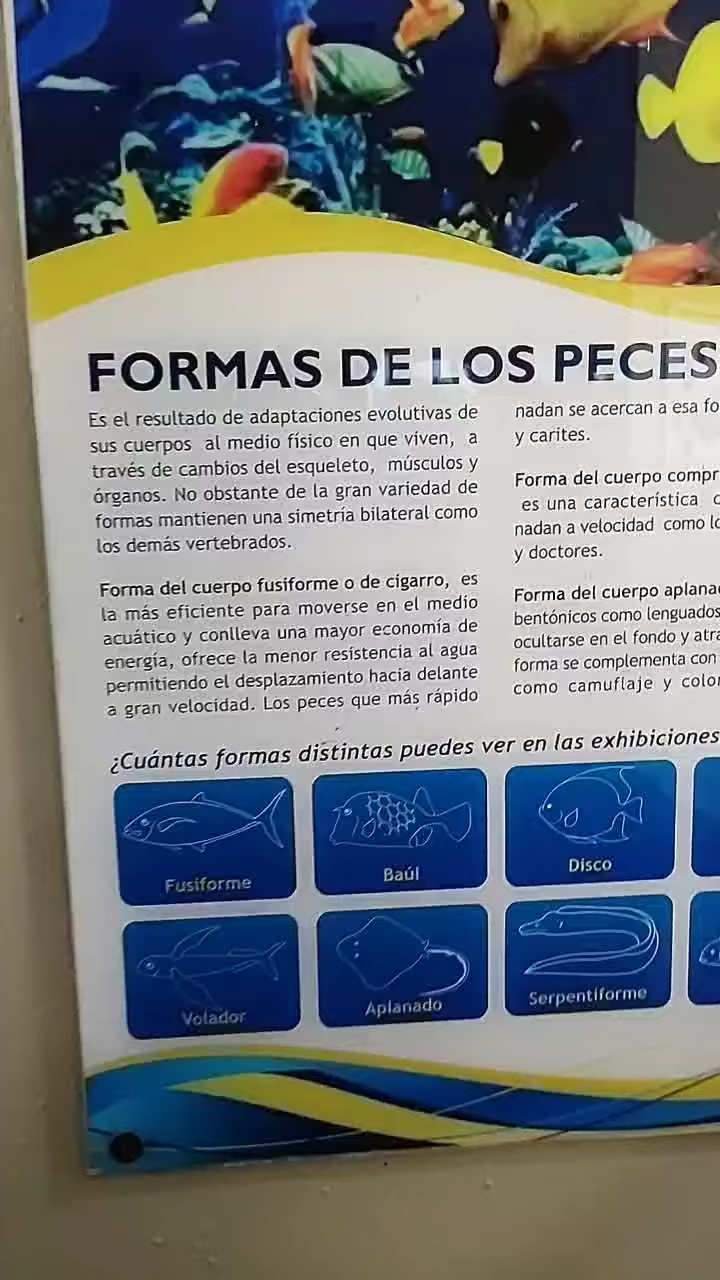 FORMAS DE LOS PECES
Es el resultado de adaptaciones evolutivas de
sus cuerpos al medio físico en que viven, a
través de cambios del esqueleto, músculos y
órganos. No obstante de la gran variedad de
formas mantienen una simetría bilateral como
los demás vertebrados.
Forma del cuerpo fusiforme o de cigarro, es
la más eficiente para moverse en el medio
acuático y conlleva una mayor economía de
energía, ofrece la menor resistencia al agua
permitiendo el desplazamiento hacia delante
a gran velocidad. Los peces que más rápido
nadan se acercan a esa
y carites.
Forma del cuerpo
es una característica
nadan a velocidad como
y doctores.
Forma del cuerpo
bentónicos como lenguados
ocultarse en el fondo y
forma se complementa con
como camuflaje y
¿Cuántas formas distintas puedes ver en las exhibiciones
Fusiforme
Baúl
Disco
Volador
Aplanado
Serpentiforme